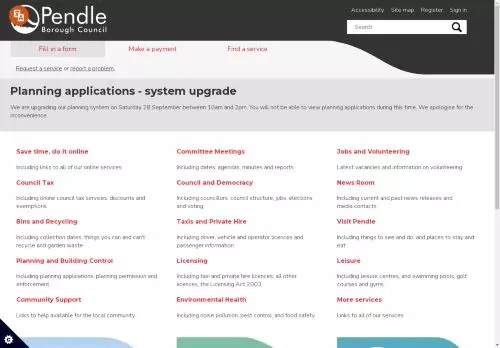 Pendle
Borough Council
Accessibility Site map Register Sign in
Search
Fill in a form Make a payment Find a service
Request a service or report a problem.
Planning applications - system upgrade
We are upgrading our planning system on Saturday 28 September between 10am and 2pm. You will not be able to view planning applications during this time. We apologise for the
inconvenience.
Save time, do it online
Including links to all of our online services
Committee Meetings
Including dates, agendas, minutes and reports
Jobs and Volunteering
Latest vacancies and information on volunteering
Council Tax
Including online council tax services, discounts and
exemptions
Council and Democracy
Including councillors, council structure, jobs, elections
and voting
News Room
Including current and past news releases and
media contacts
Bins and Recycling
Including collection dates, things you can and can't
recycle and garden waste
Taxis and Private Hire
Including driver, vehicle and operator licences and
passenger information
Visit Pendle
Including things to see and do, and places to stay and
eat
Planning and Building Control
Including planning applications, planning permission and
enforcement
Licensing
Including taxi and private hire licences, all other
licences, the Licensing Act 2003
Leisure
Including leisure centres, and swimming pools, golf
courses and gyms
Community Support
Links to help available for the local community
Environmental Health
Including noise pollution, pest control, and food safety
More services
Links to all of our services